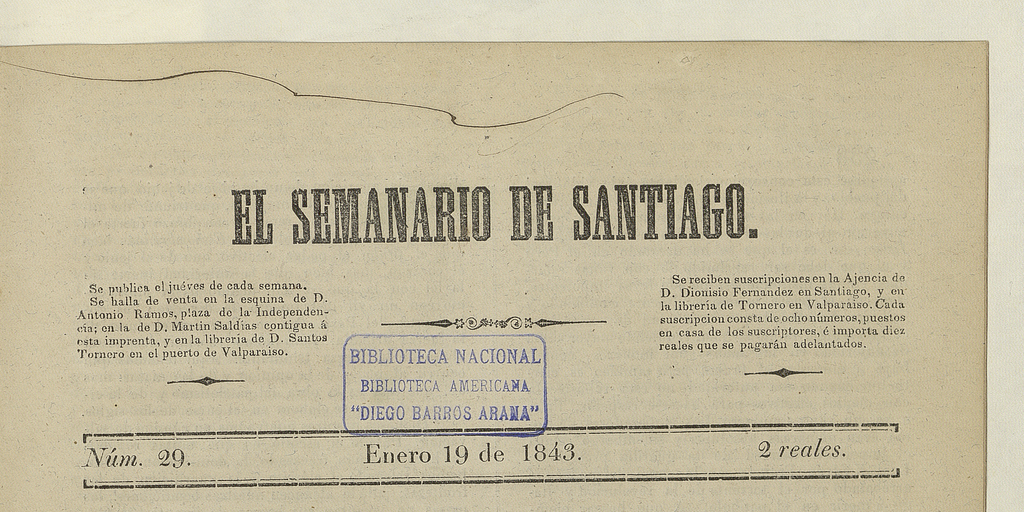 EL SEMANARIO DE SANTIAGO.
Se publica el juéves de cada semana.
Se halla de venta en la esquina de D.
Antonio Ramos, plaza de la Independen-
cia; en la de D. Martin Saldías contigua á
esta imprenta, y en la libreria de D. Santos
Tornero en el puerto de Valparaiso.
Se reciben suscripciones en la Ajencia de
D. Dionisio Fernandez en Santiago, y en
la libreria de Tornero en Valparaiso. Cada
suscripcion consta de ocho números, puestos
en casa de los suscriptores, é importa diez
reales que se pagarán adelantados.
BIBLIOTECA NACIONAL
BIBLIOTECA AMERICANA
"DIEGO BARROS ARANA"
Núm. 29.
Enero 19 de 1843.
2 reales.